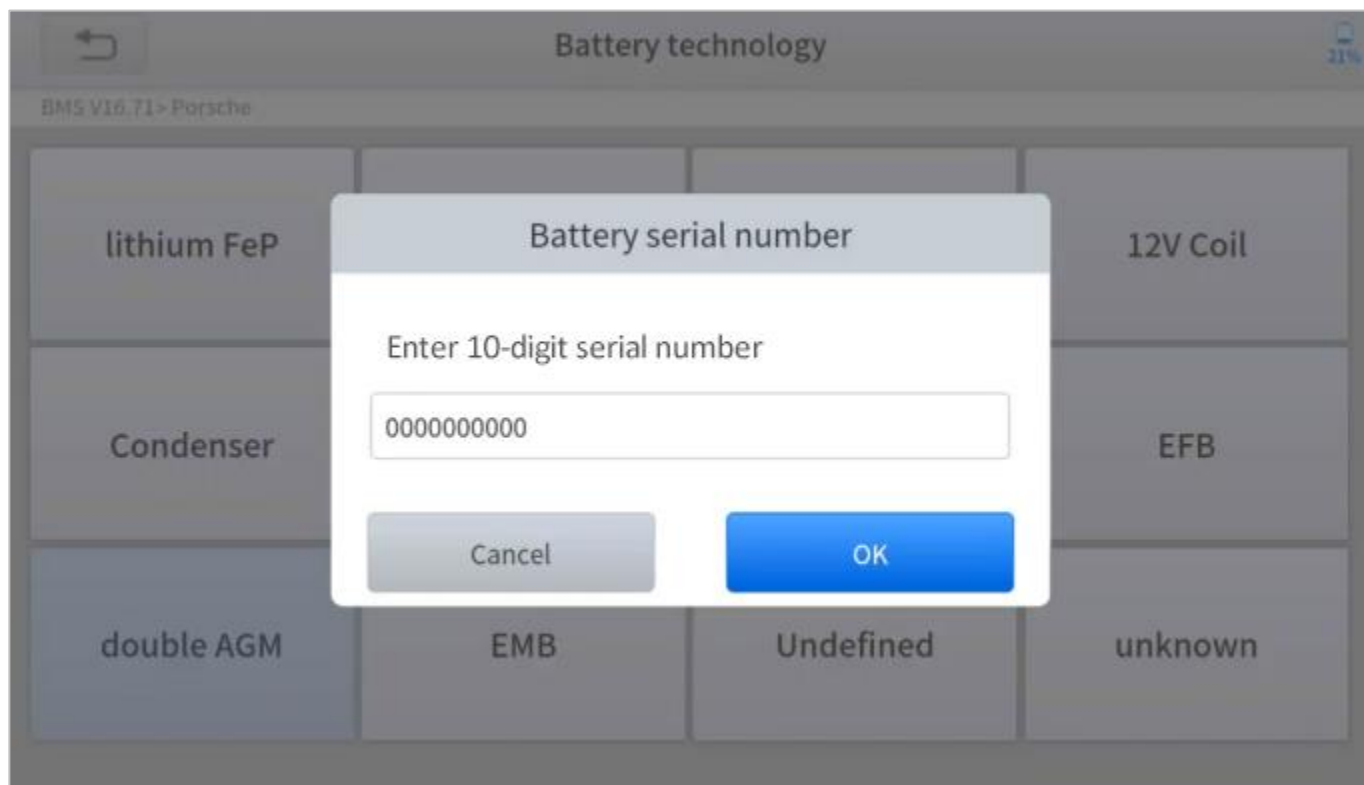 Battery technology
21%
BMS V16.71> Porsche
lithium FeP
12V Coil
Battery serial number
Enter 10-digit serial number
0000000000
Cancel
OK
Condenser
EFB
double AGM
EMB
Undefined
unknown